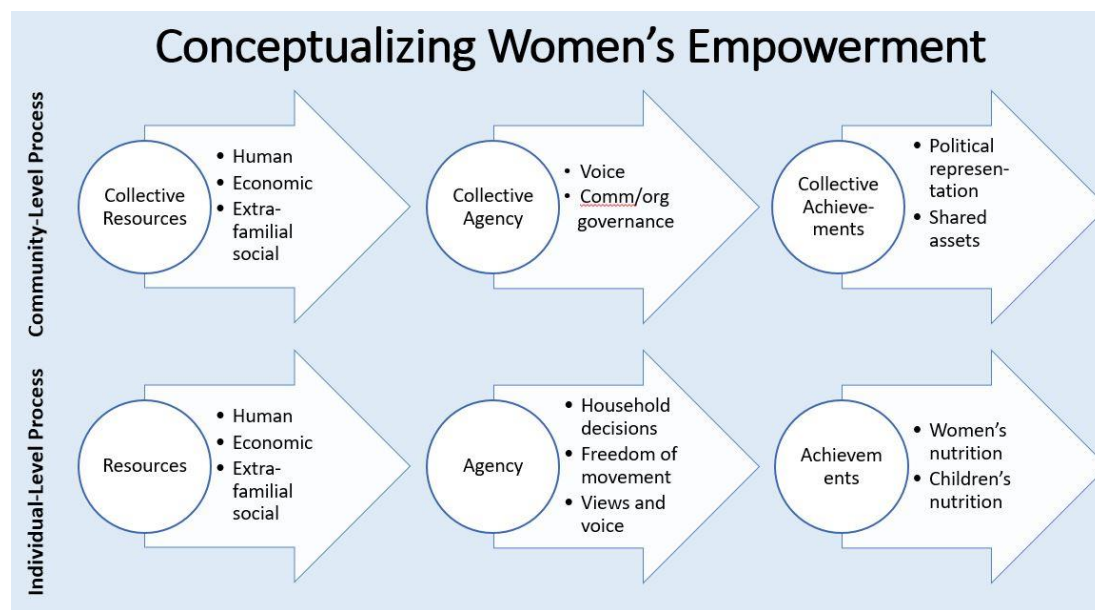 Conceptualizing Women’s Empowerment
Community-Level Process
Collective
Resources
• Human
• Economic
• Extra-
familial
social
Collective
Agency
• Voice
• Comm/org
governance
Collective
Achieve-
ments
• Political
represen-
tation
• Shared
assets
Individual-Level Process
Resources
• Human
• Economic
• Extra-
familial
social
Agency
• Household
decisions
• Freedom of
movement
• Views and
voice
Achievem
ents
• Women’s
nutrition
• Children’s
nutrition